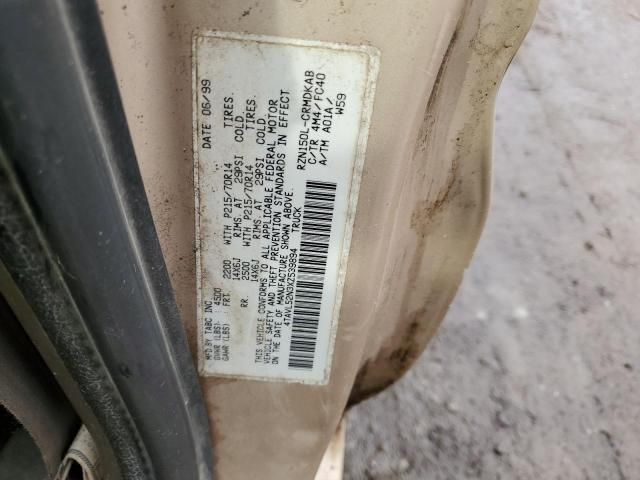 MFD BY TABC INC DATE 06/99
GVWR (LBS): 4500
GAWR (LBS): FRT. 2200 WITH P215/70R14 TIRES
14X6J RIMS AT 29PSI COLD.
RR. 2500 WITH P215/70R14 TIRES
14X6J RIMS AT 29PSI COLD.
THIS VEHICLE CONFORMS TO ALL APPLICABLE FEDERAL MOTOR
VEHICLE SAFETY AND THEFT PREVENTION STANDARDS IN EFFECT
ON THE DATE OF MANUFACTURE SHOWN ABOVE.
4TAVL52N3XZ539894 TRUCK
RZN150L-CRMDKAB
C/TR 4M4/FC40
A/TM A01A/
W59